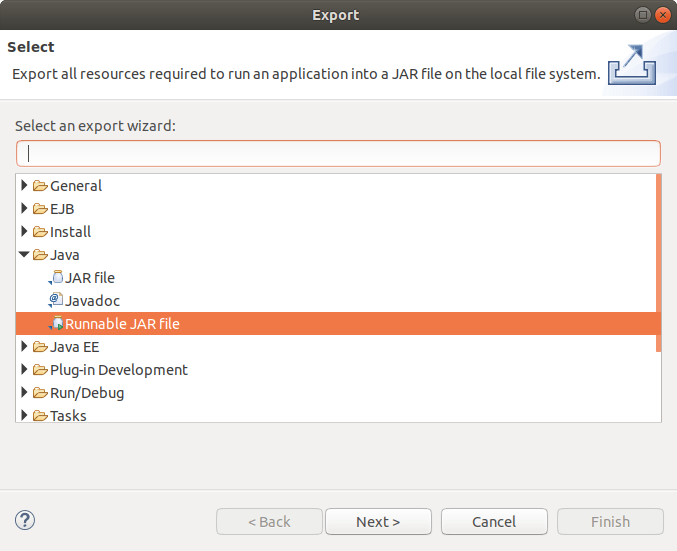 Export
Select
Export all resources required to run an application into a JAR file on the local file system.
Select an export wizard:
General
EJB
Install
Java
JAR file
Javadoc
Runnable JAR file
Java EE
Plug-in Development
Run/Debug
Tasks
? < Back Next > Cancel Finish